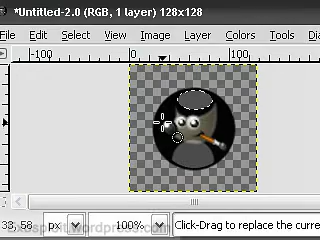 *Untitled-2.0 (RGB, 1 layer) 128x128
File Edit Select View Image Layer Colors Tools
-100 0 100
33, 58 px 100% Click-Drag to replace the curre